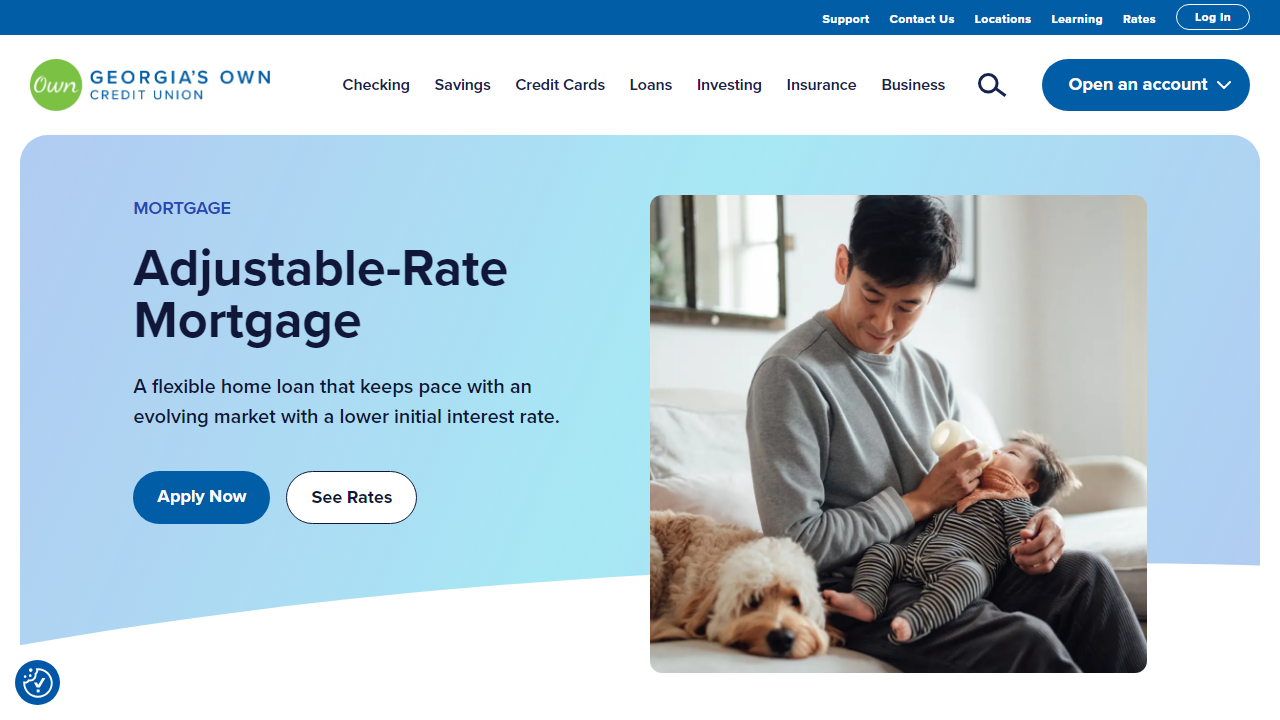 Support Contact Us Locations Learning Rates Log In
Own GEORGIA'S OWN
CREDIT UNION
Checking Savings Credit Cards Loans Investing Insurance Business Open an account
MORTGAGE
Adjustable-Rate
Mortgage
A flexible home loan that keeps pace with an
evolving market with a lower initial interest rate.
Apply Now See Rates